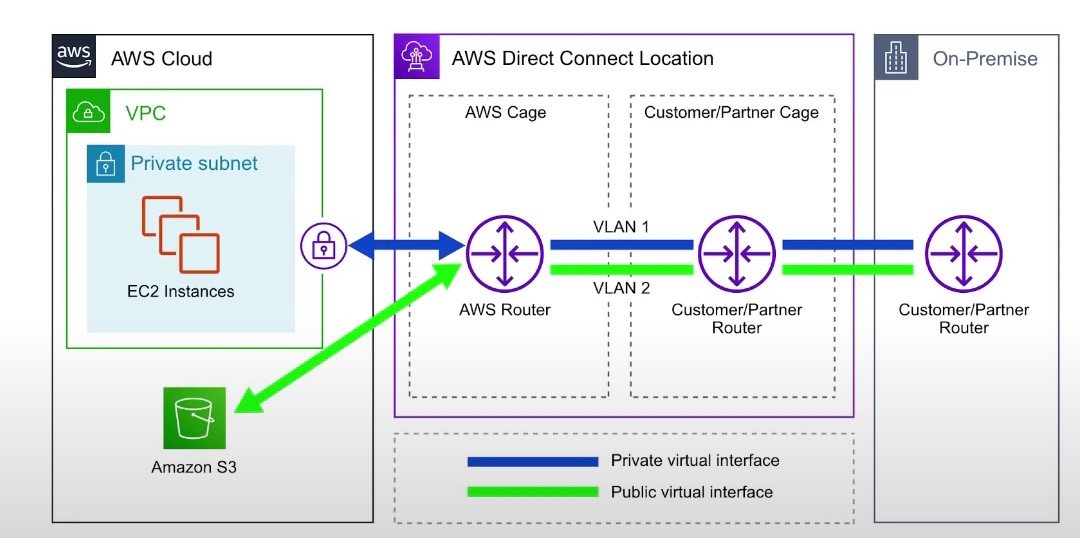 aws
AWS Cloud
VPC
Private subnet
EC2 Instances
Amazon S3
AWS Direct Connect Location
AWS Cage
Customer/Partner Cage
VLAN 1
VLAN 2
AWS Router
Customer/Partner
Router
On-Premise
Customer/Partner
Router
Private virtual interface
Public virtual interface